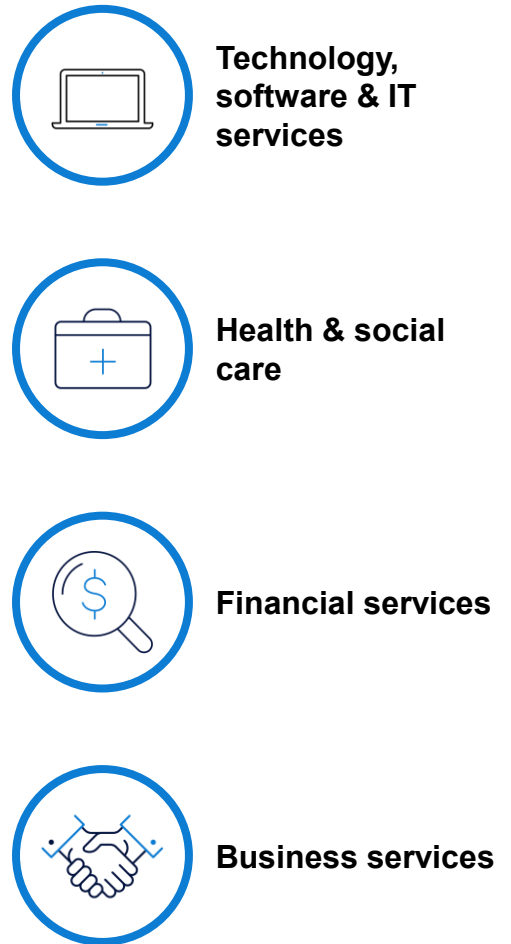 Technology,
software & IT
services
Health & social
care
$
Financial services
Business services